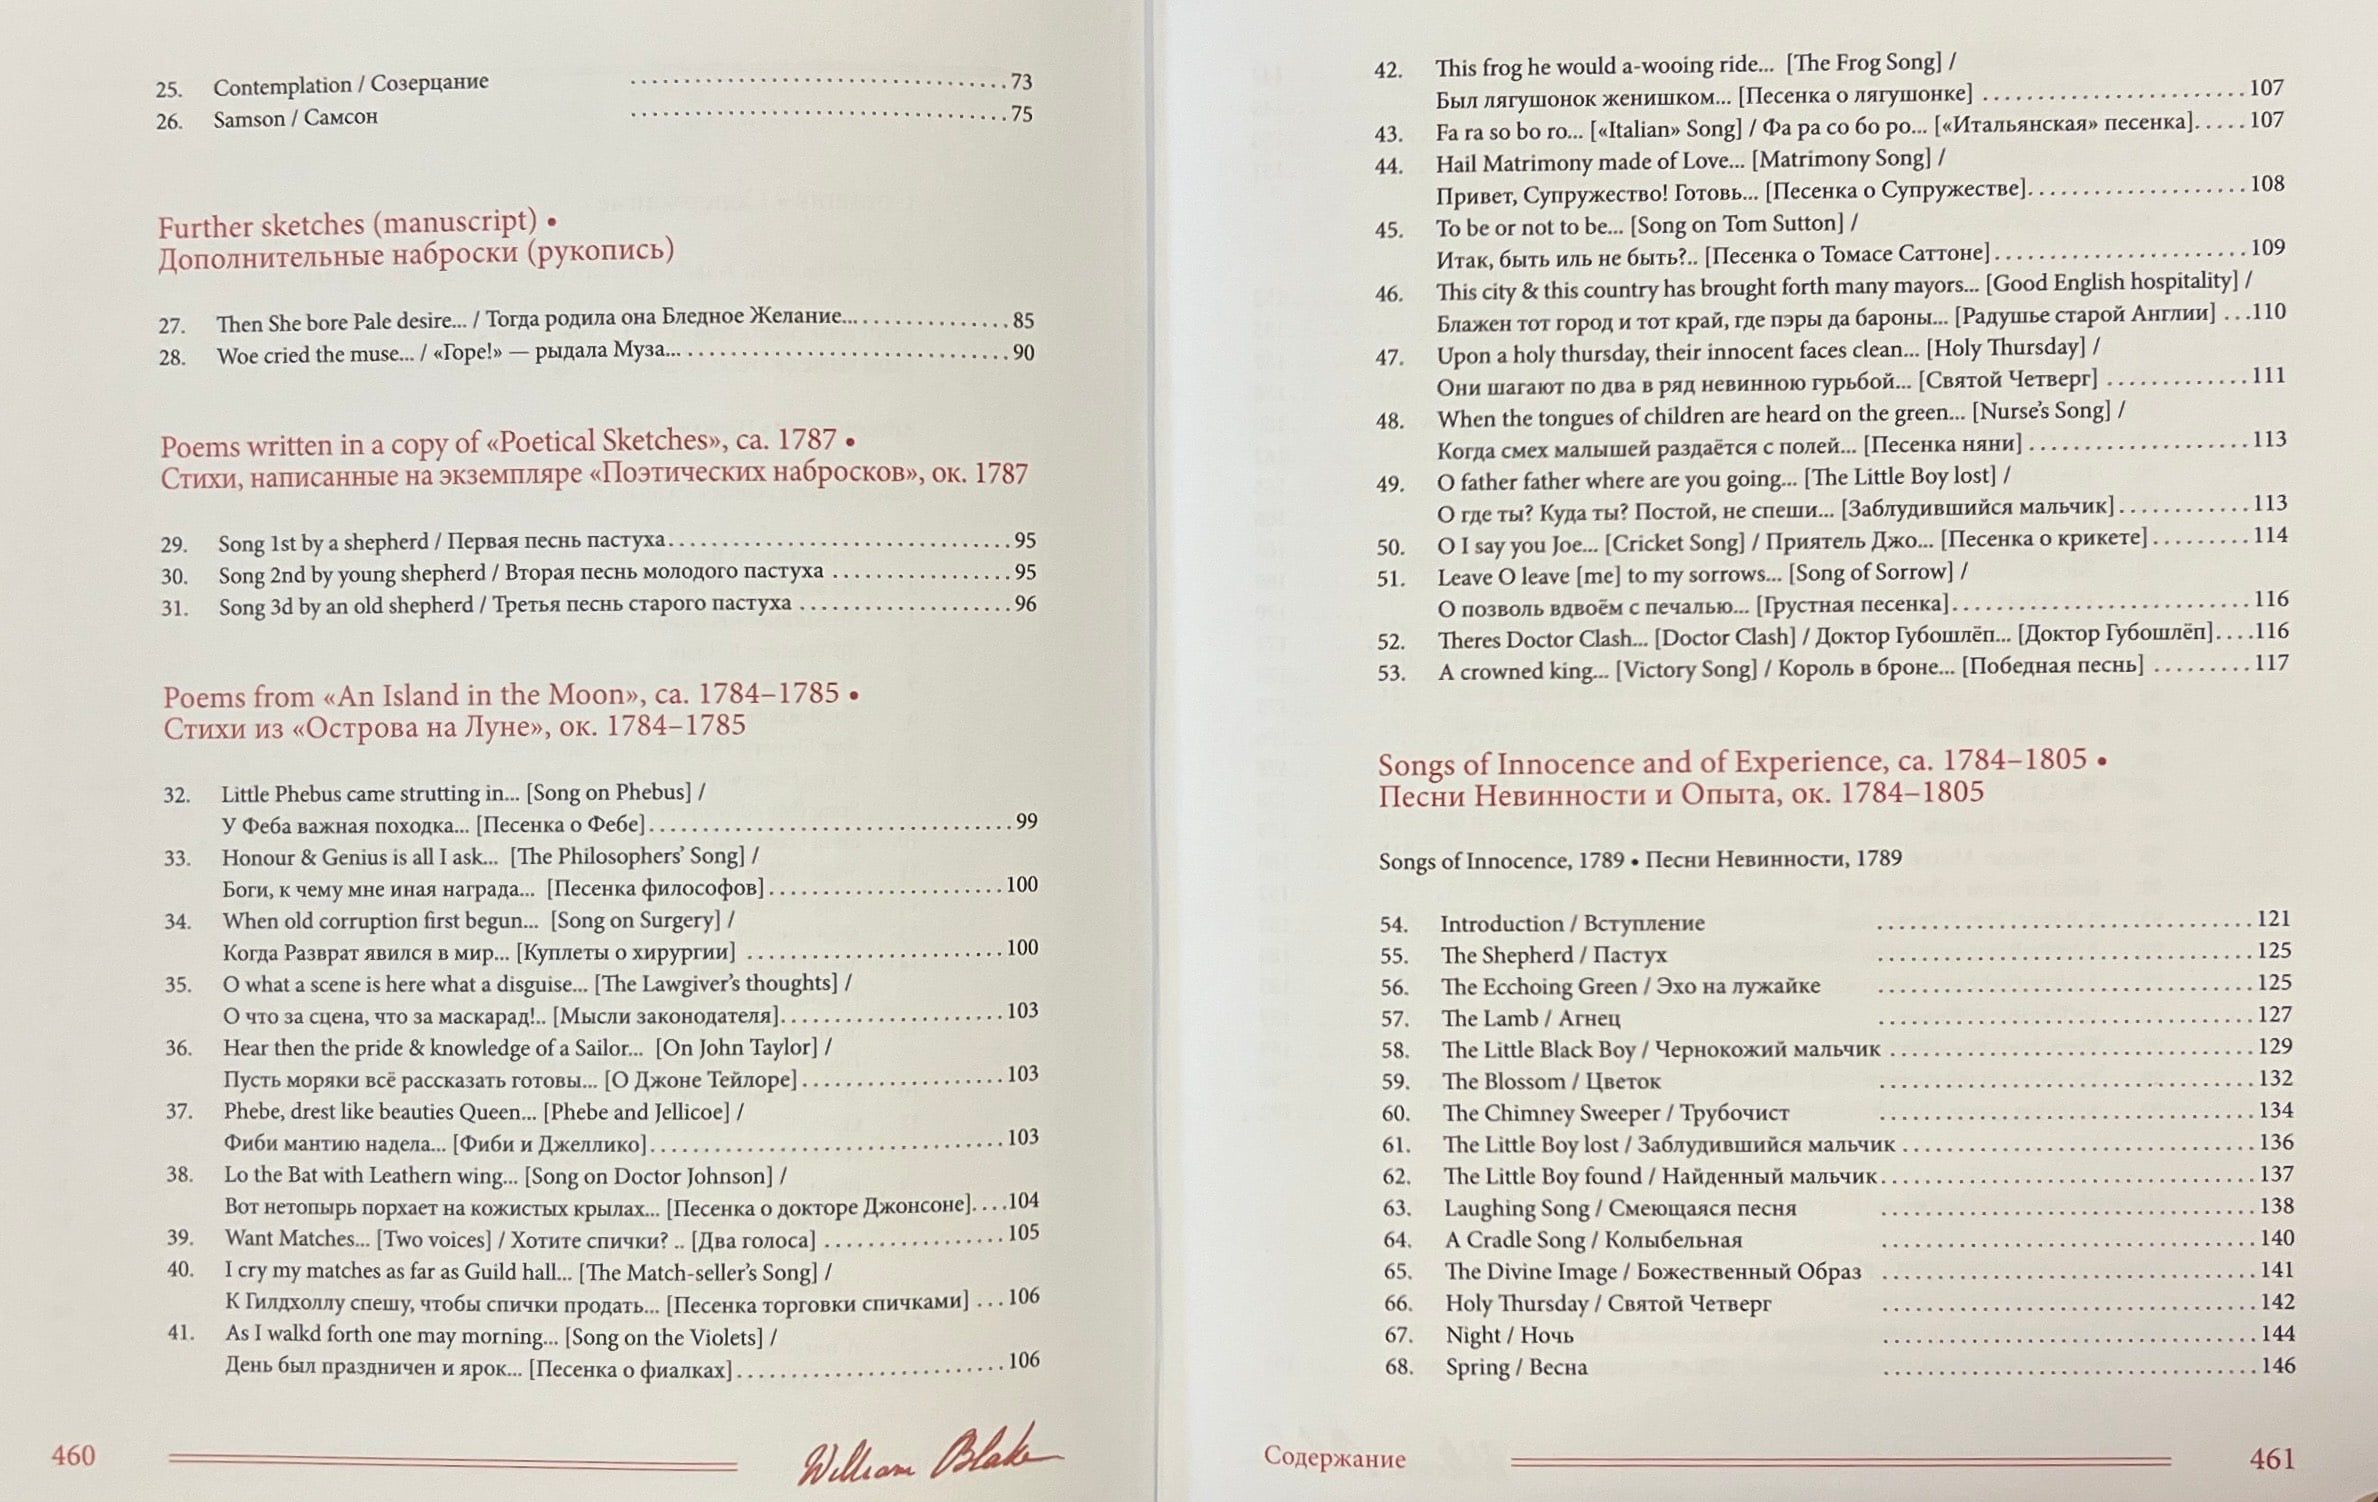 25. Contemplation / Созерцание ........ 73
26. Samson / Самсон ........ 75
Further sketches (manuscript) •
Дополнительные наброски (рукопись)
27. Then She bore Pale desire... / Тогда родила она Бледное Желание... ........ 85
28. Woe cried the muse... / «Горе!» — рыдала Муза... ........ 90
Poems written in a copy of «Poetical Sketches», ca. 1787 •
Стихи, написанные на экземпляре «Поэтических набросков», ок. 1787
29. Song 1st by a shepherd / Первая песнь пастуха ........ 95
30. Song 2nd by young shepherd / Вторая песнь молодого пастуха ........ 95
31. Song 3d by an old shepherd / Третья песнь старого пастуха ........ 96
Poems from «An Island in the Moon», ca. 1784–1785 •
Стихи из «Острова на Луне», ок. 1784–1785
32. Little Phebus came strutting in... [Song on Phebus] /
У Феба важная походка... [Песенка о Фебе] ........ 99
33. Honour & Genius is all I ask... [The Philosophers’ Song] /
Боги, к чему мне иная награда... [Песенка философов] ........ 100
34. When old corruption first begun... [Song on Surgery] /
Когда Разврат явился в мир... [Куплеты о хирургии] ........ 100
35. O what a scene is here what a disguise... [The Lawgiver’s thoughts] /
О что за сцена, что за маскарад!.. [Мысли законодателя] ........ 103
36. Hear then the pride & knowledge of a Sailor... [On John Taylor] /
Пусть моряки всё рассказать готовы... [О Джоне Тейлоре] ........ 103
37. Phebe, drest like beauties Queen... [Phebe and Jellicoe] /
Фиби мантию надела... [Фиби и Джеллико] ........ 103
38. Lo the Bat with Leathern wing... [Song on Doctor Johnson] /
Вот нетопырь порхает на кожистых крылах... [Песенка о докторе Джонсоне] .... 104
39. Want Matches... [Two voices] / Хотите спички? .. [Два голоса] ........ 105
40. I cry my matches as far as Guild hall... [The Match-seller’s Song] /
К Гилдхоллу спешу, чтобы спички продать... [Песенка торговки спичками] ... 106
41. As I walkd forth one may morning... [Song on the Violets] /
День был праздничен и ярок... [Песенка о фиалках] ........ 106
460
William Blake
42. This frog he would a-wooing ride... [The Frog Song] /
Был лягушонок женишком... [Песенка о лягушонке] ........ 107
43. Fa ra so bo ro... [«Italian» Song] / Фа ра со бо ро... [«Итальянская» песенка] ..... 107
44. Hail Matrimony made of Love... [Matrimony Song] /
Привет, Супружество! Готовь... [Песенка о Супружестве] ........ 108
45. To be or not to be... [Song on Tom Sutton] /
Итак, быть иль не быть?.. [Песенка о Томасе Саттоне] ........ 109
46. This city & this country has brought forth many mayors... [Good English hospitality] /
Блажен тот город и тот край, где пэры да бароны... [Радушье старой Англии] ... 110
47. Upon a holy thursday, their innocent faces clean... [Holy Thursday] /
Они шагают по два в ряд невинною гурьбой... [Святой Четверг] ........ 111
48. When the tongues of children are heard on the green... [Nurse’s Song] /
Когда смех малышей раздаётся с полей... [Песенка няни] ........ 113
49. O father father where are you going... [The Little Boy lost] /
О где ты? Куда ты? Постой, не спеши... [Заблудившийся мальчик] ........ 113
50. O I say you Joe... [Cricket Song] / Приятель Джо... [Песенка о крикете] ........ 114
51. Leave O leave [me] to my sorrows... [Song of Sorrow] /
О позволь вдвоём с печалью... [Грустная песенка] ........ 116
52. Theres Doctor Clash... [Doctor Clash] / Доктор Губошлёп... [Доктор Губошлёп] .... 116
53. A crowned king... [Victory Song] / Король в броне... [Победная песнь] ........ 117
Songs of Innocence and of Experience, ca. 1784–1805 •
Песни Невинности и Опыта, ок. 1784–1805
Songs of Innocence, 1789 • Песни Невинности, 1789
54. Introduction / Вступление ........ 121
55. The Shepherd / Пастух ........ 125
56. The Ecchoing Green / Эхо на лужайке ........ 125
57. The Lamb / Агнец ........ 127
58. The Little Black Boy / Чернокожий мальчик ........ 129
59. The Blossom / Цветок ........ 132
60. The Chimney Sweeper / Трубочист ........ 134
61. The Little Boy lost / Заблудившийся мальчик ........ 136
62. The Little Boy found / Найденный мальчик ........ 137
63. Laughing Song / Смеющаяся песня ........ 138
64. A Cradle Song / Колыбельная ........ 140
65. The Divine Image / Божественный Образ ........ 141
66. Holy Thursday / Святой Четверг ........ 142
67. Night / Ночь ........ 144
68. Spring / Весна ........ 146
Содержание
461